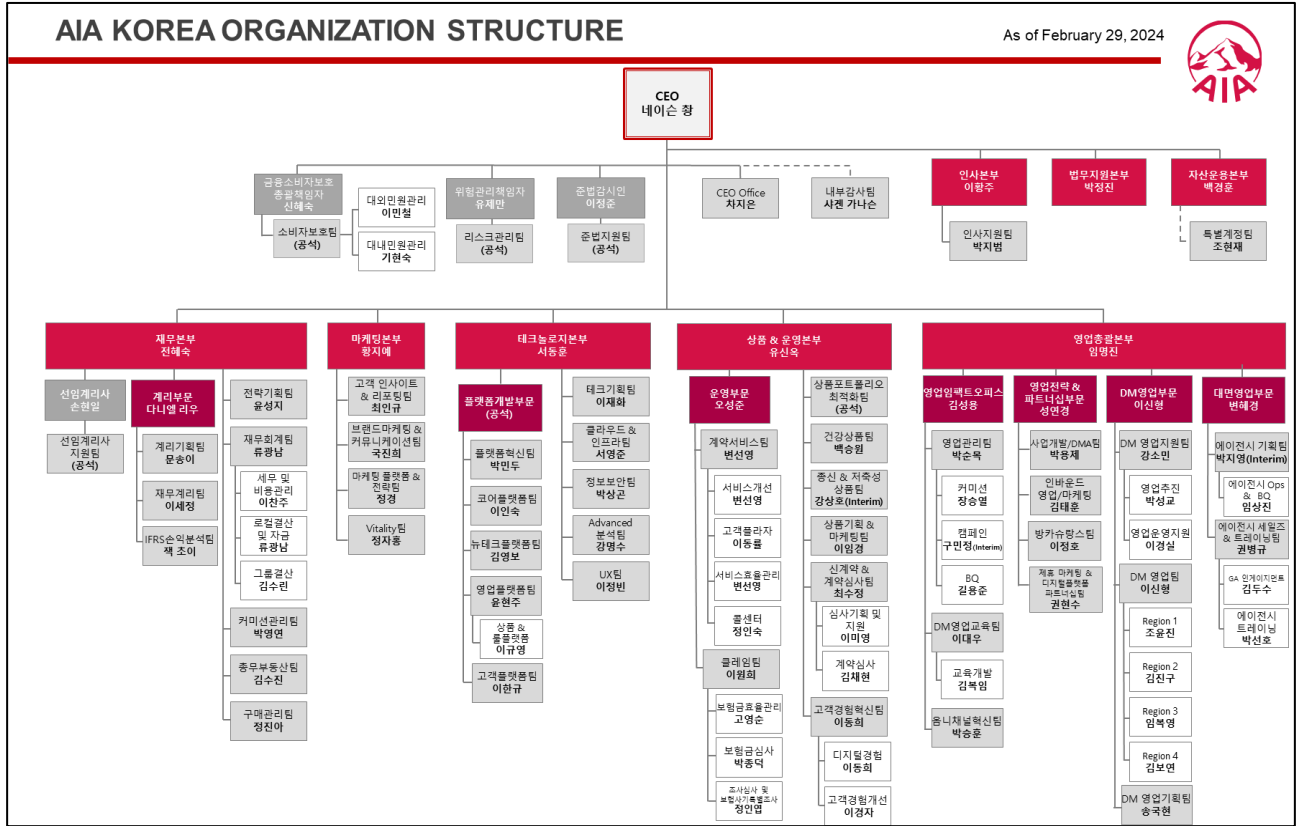 AIA KOREA ORGANIZATION STRUCTURE
As of February 29, 2024
AIA
CEO
네이슨 촹
금융소비자보호
총괄책임자
신혜숙
소비자보호팀
(공석)
대외민원관리
이민철
대내민원관리
기현숙
위험관리책임자
유제만
리스크관리팀
(공석)
준법감시인
이정준
준법지원팀
(공석)
CEO Office
차지은
내부감사팀
샤켄 가나슨
인사본부
이황주
인사지원팀
박지범
법무지원본부
박정진
자산운용본부
백경훈
특별계정팀
조현재
재무본부
전혜숙
선임계리사
손현일
선임계리사
지원팀
(공석)
계리부문
다니엘 리우
계리기획팀
문송이
재무계리팀
이세정
IFRS손익분석팀
잭 초이
전략기획팀
윤성지
재무회계팀
류광남
세무 및
비용관리
이찬주
로컬결산
및 자금
류광남
그룹결산
김수린
커미션관리팀
박영연
총무부동산팀
김수진
구매관리팀
정진아
마케팅본부
황지예
고객 인사이트
& 리포팅팀
최인규
브랜드마케팅 &
커뮤니케이션팀
국진희
마케팅 플랫폼 &
전략팀
정경
Vitality팀
정자홍
테크놀로지본부
서동훈
플랫폼개발부문
(공석)
플랫폼혁신팀
박민두
코어플랫폼팀
이인숙
뉴테크플랫폼팀
김영보
영업플랫폼팀
윤현주
상품 &
룰플랫폼
이규영
고객플랫폼팀
이한규
테크기획팀
이재화
클라우드 &
인프라팀
서영준
정보보안팀
박상곤
Advanced
분석팀
강명수
UX팀
이정빈
상품 & 운영본부
유신옥
운영부문
오성준
계약서비스팀
변선영
서비스개선
변선영
고객플라자
이동률
서비스효율관리
변선영
콜센터
정인숙
클레임팀
이원희
보험금효율관리
고영순
보험금심사
박종덕
조사심사 및
보험사기특별조사
정인엽
상품포트폴리오
최적화팀
(공석)
건강상품팀
백승원
종신 & 저축성
상품팀
강상호(Interim)
상품기획 &
마케팅팀
이임경
신계약 &
계약심사팀
최수정
심사기획 및
지원
이미영
계약심사
김채현
고객경험혁신팀
이동희
디지털경험
이동희
고객경험개선
이경자
영업총괄본부
임명진
영업임팩트오피스
김성용
영업관리팀
박순목
커미션
장승열
캠페인
구민정(Interim)
BQ
길용준
DM영업교육팀
이대우
교육개발
김복임
옴니채널혁신팀
박승훈
영업전략 &
파트너십부문
성연경
사업개발/DMA팀
박용제
인바운드
영업/마케팅
김태훈
방카슈랑스팀
이정호
제휴 마케팅 &
디지털플랫폼
파트너십팀
권현수
DM영업부문
이신형
DM 영업지원팀
강소민
영업추진
박성교
영업운영지원
이경실
DM 영업팀
이신형
Region 1
조윤진
Region 2
김진구
Region 3
임복영
Region 4
김보연
DM 영업기획팀
송국현
대면영업부문
변혜경
에이전시 기획팀
박지영(Interim)
에이전시 Ops
& BQ
임상진
에이전시 세일즈
& 트레이닝팀
권병규
GA 인게이지먼트
김두수
에이전시
트레이닝
박선호